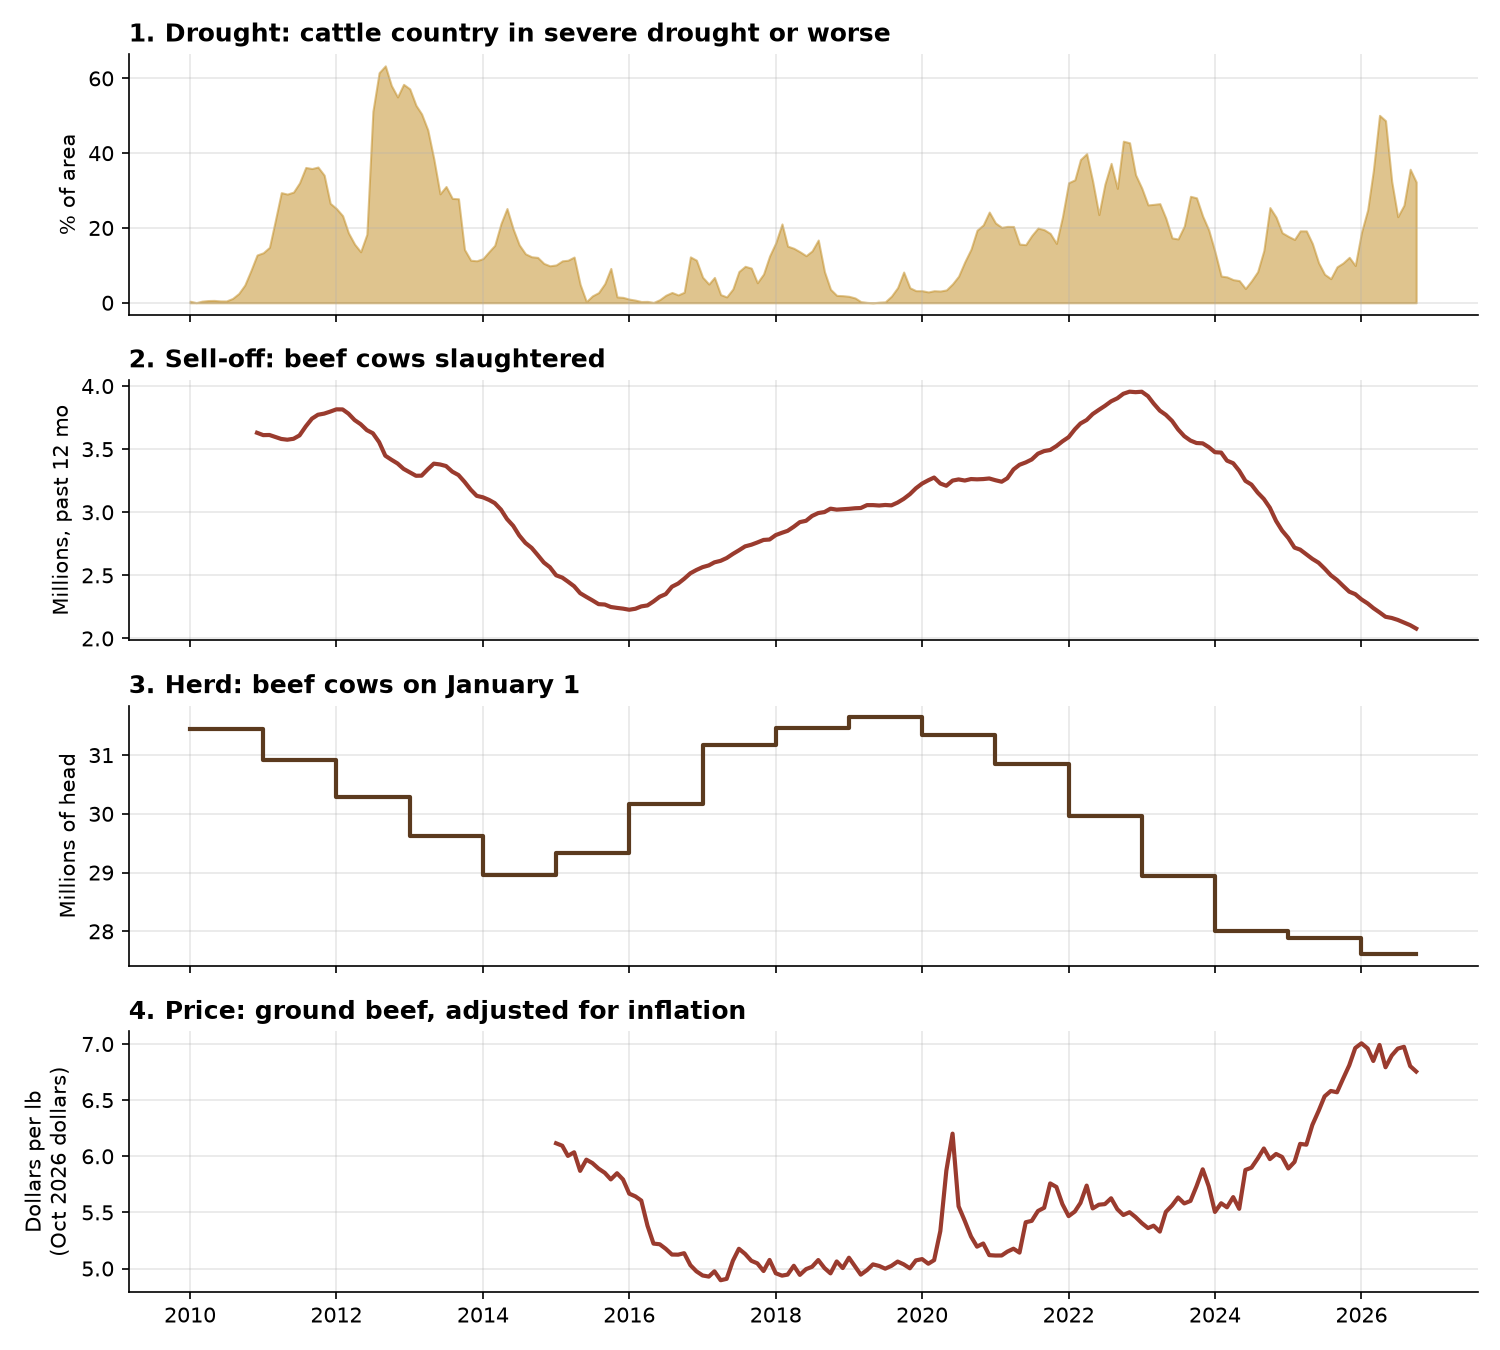 1. Drought: cattle country in severe drought or worse
% of area
60
40
20
0
2. Sell-off: beef cows slaughtered
Millions, past 12 mo
4.0
3.5
3.0
2.5
2.0
3. Herd: beef cows on January 1
Millions of head
31
30
29
28
4. Price: ground beef, adjusted for inflation
Dollars per lb
(Oct 2026 dollars)
7.0
6.5
6.0
5.5
5.0
2010 2012 2014 2016 2018 2020 2022 2024 2026